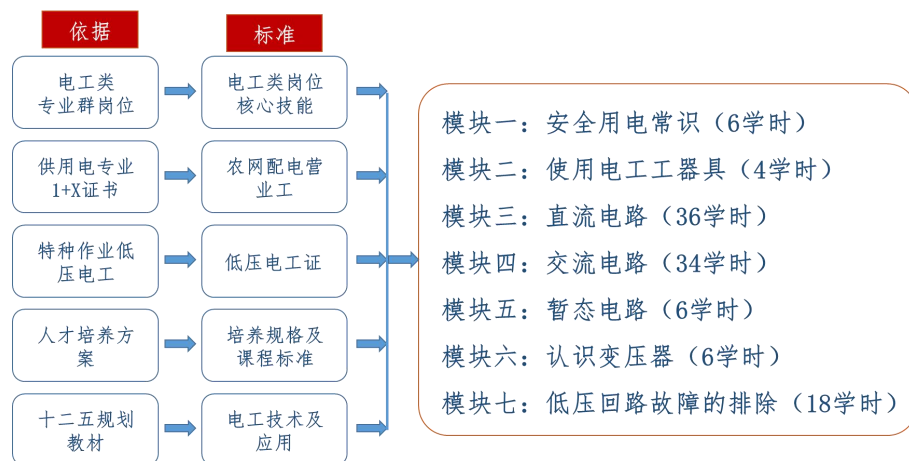 依据
标准
电工类
专业群岗位
电工类岗位
核心技能
供用电专业
1+X证书
农网配电营
业工
特种作业低
压电工
低压电工证
人才培养方
案
培养规格及
课程标准
十二五规划
教材
电工技术及
应用
模块一：安全用电常识（6学时）
模块二：使用电工工器具（4学时）
模块三：直流电路（36学时）
模块四：交流电路（34学时）
模块五：暂态电路（6学时）
模块六：认识变压器（6学时）
模块七：低压回路故障的排除（18学时）